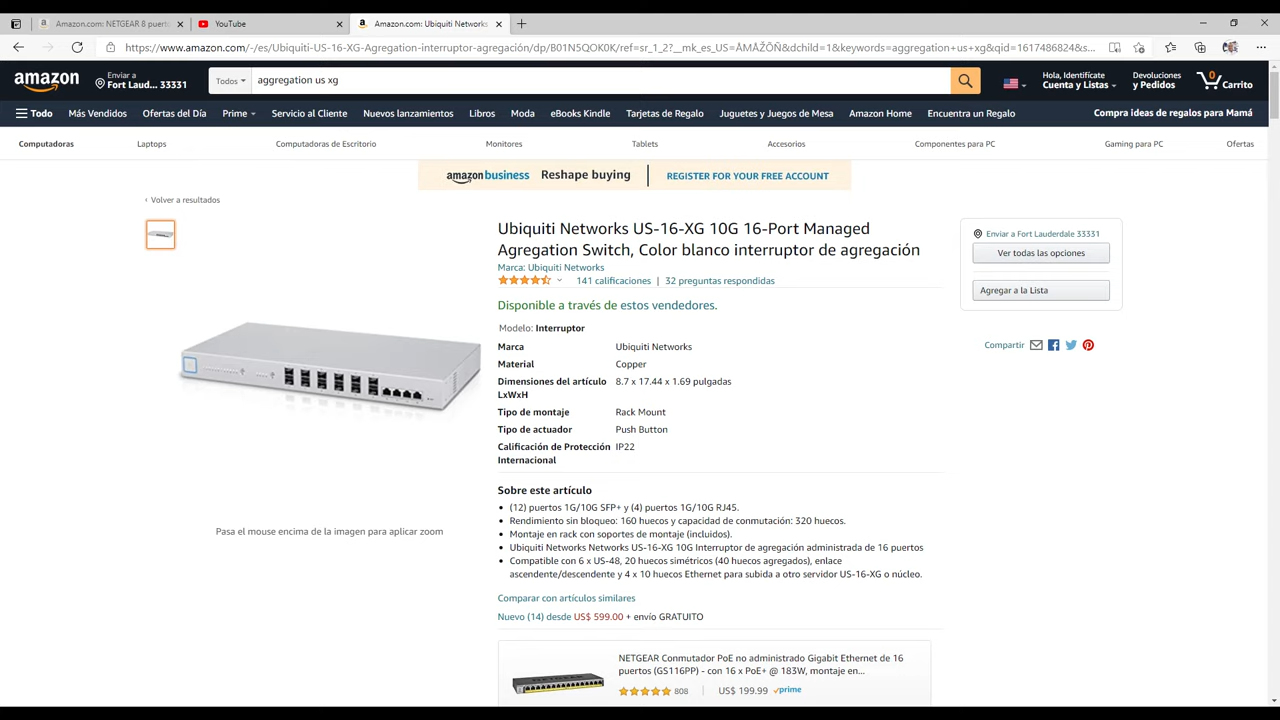 Amazon.com: NETGEAR 8 puerto
YouTube
Amazon.com: Ubiquiti Networks
https://www.amazon.com/-/es/Ubiquiti-US-16-XG-Agregation-interruptor-agregación/dp/B01N5QOK0K/ref=sr_1_2?__mk_es_US=ÅMÅŽÕÑ&dchild=1&keywords=aggregation+us+xg&qid=1617486824&s...
amazon
Enviar a
Fort Laud... 33331
Todos
aggregation us xg
Hola, Identifícate
Cuenta y Listas
Devoluciones
y Pedidos
0
Carrito
Todo
Más Vendidos
Ofertas del Día
Prime
Servicio al Cliente
Nuevos lanzamientos
Libros
Moda
eBooks Kindle
Tarjetas de Regalo
Juguetes y Juegos de Mesa
Amazon Home
Encuentra un Regalo
Compra ideas de regalos para Mamá
Computadoras
Laptops
Computadoras de Escritorio
Monitores
Tablets
Accesorios
Componentes para PC
Gaming para PC
Ofertas
amazon business Reshape buying REGISTER FOR YOUR FREE ACCOUNT
‹ Volver a resultados
Ubiquiti Networks US-16-XG 10G 16-Port Managed
Agregation Switch, Color blanco interruptor de agregación
Marca: Ubiquiti Networks
141 calificaciones | 32 preguntas respondidas
Disponible a través de estos vendedores.
Modelo: Interruptor
Marca Ubiquiti Networks
Material Copper
Dimensiones del artículo 8.7 x 17.44 x 1.69 pulgadas
LxWxH
Tipo de montaje Rack Mount
Tipo de actuador Push Button
Calificación de Protección IP22
Internacional
Sobre este artículo
• (12) puertos 1G/10G SFP+ y (4) puertos 1G/10G RJ45.
• Rendimiento sin bloqueo: 160 huecos y capacidad de conmutación: 320 huecos.
• Montaje en rack con soportes de montaje (incluidos).
• Ubiquiti Networks Networks US-16-XG 10G Interruptor de agregación administrada de 16 puertos
• Compatible con 6 x US-48, 20 huecos simétricos (40 huecos agregados), enlace
ascendente/descendente y 4 x 10 huecos Ethernet para subida a otro servidor US-16-XG o núcleo.
Comparar con artículos similares
Nuevo (14) desde US$ 599.00 + envío GRATUITO
NETGEAR Conmutador PoE no administrado Gigabit Ethernet de 16
puertos (GS116PP) - con 16 x PoE+ @ 183W, montaje en...
808 | US$ 199.99 prime
Pasa el mouse encima de la imagen para aplicar zoom
Enviar a Fort Lauderdale 33331
Ver todas las opciones
Agregar a la Lista
Compartir